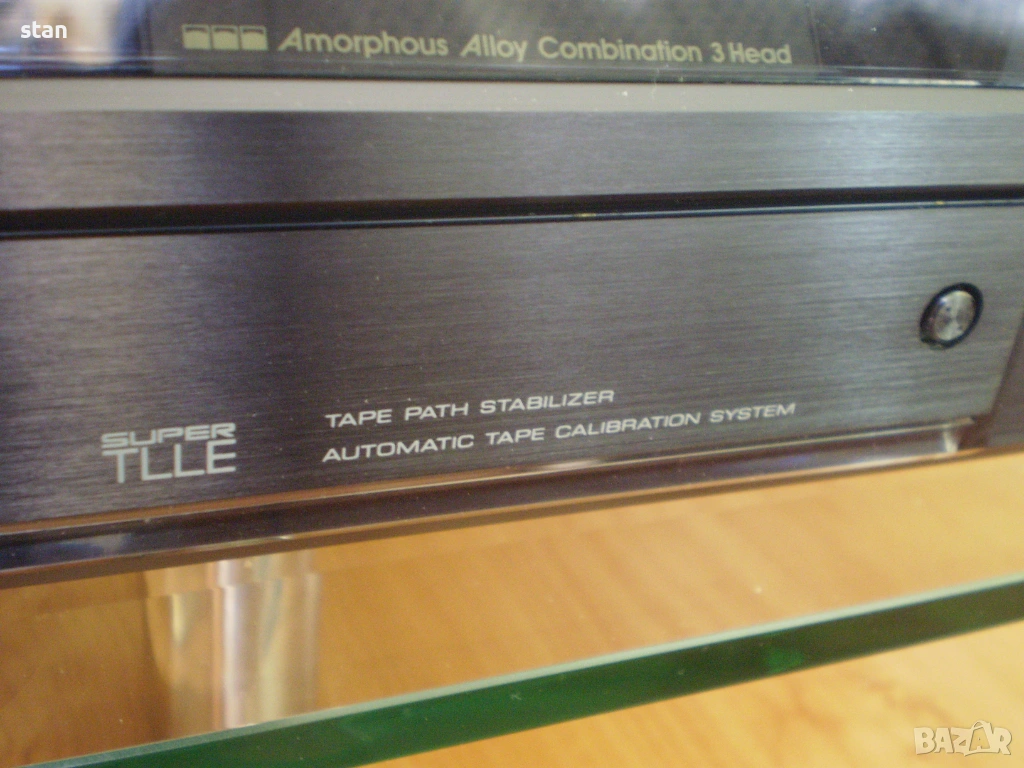 stan
Amorphous Alloy Combination 3 Head
TAPE PATH STABILIZER
SUPER
TLLE
AUTOMATIC TAPE CALIBRATION SYSTEM
BAZAR